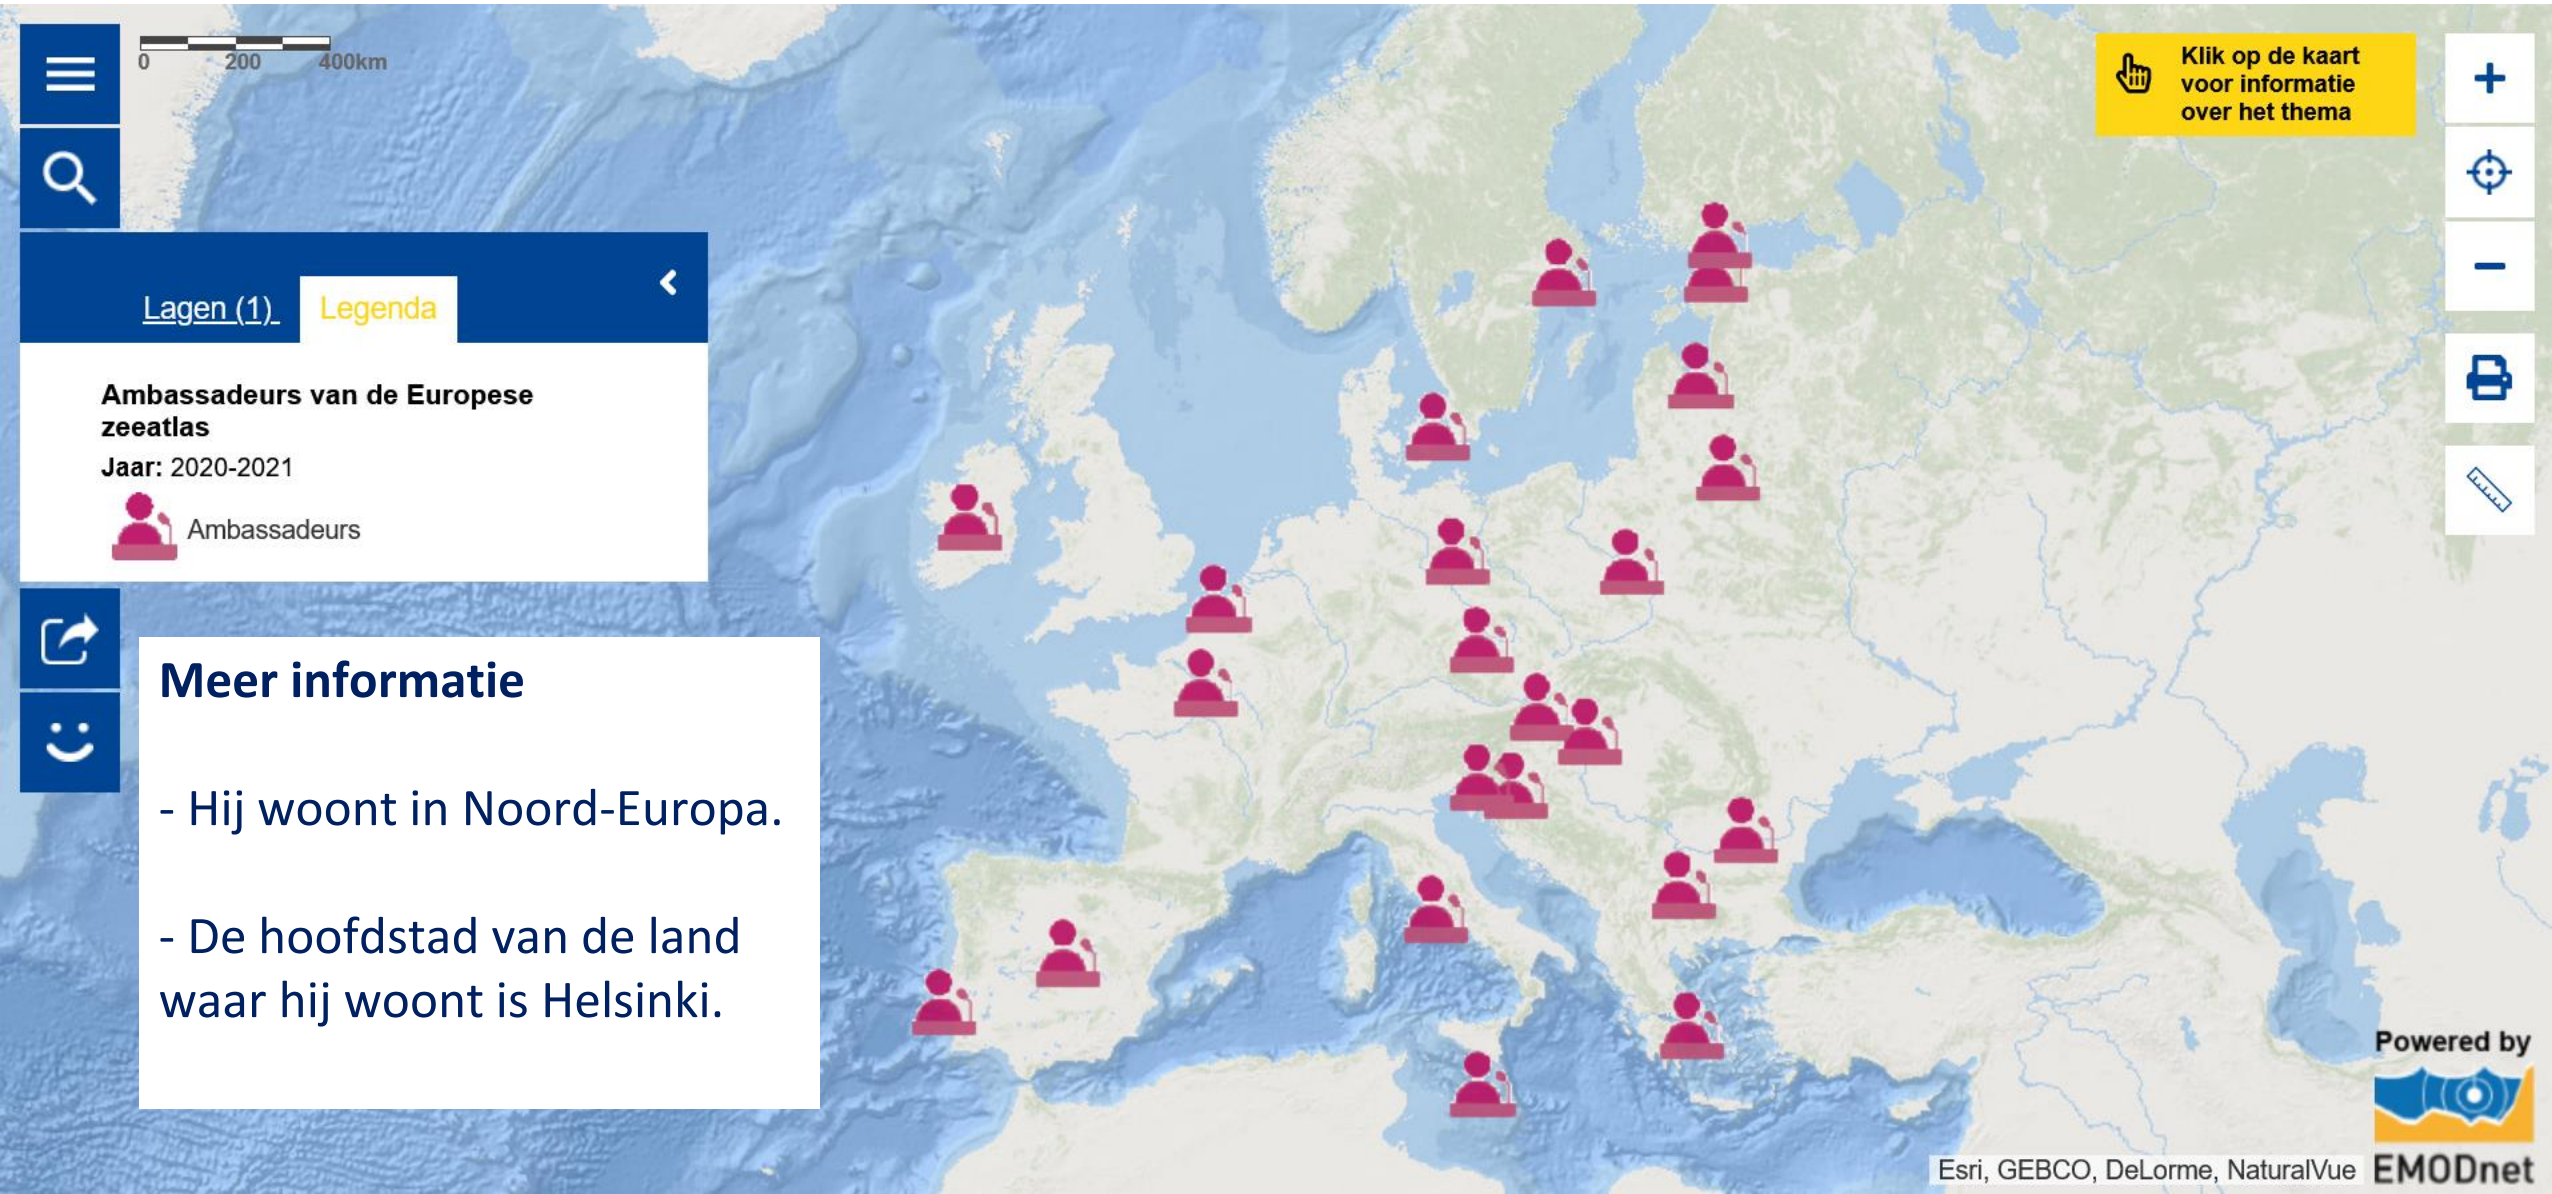 0 200 400km
Klik op de kaart
voor informatie
over het thema
Lagen (1)
Legenda
Ambassadeurs van de Europese
zeeatlas
Jaar: 2020-2021
Ambassadeurs
Meer informatie
- Hij woont in Noord-Europa.
- De hoofdstad van de land
waar hij woont is Helsinki.
Powered by
EMODnet
Esri, GEBCO, DeLorme, NaturalVue